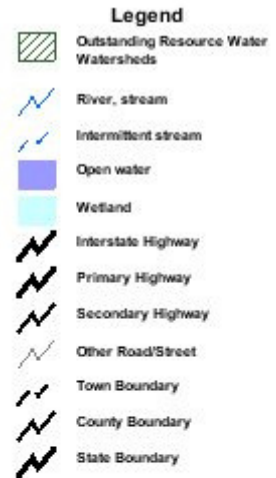 Legend
Outstanding Resource Water
Watersheds
River, stream
Intermittent stream
Open water
Wetland
Interstate Highway
Primary Highway
Secondary Highway
Other Road/Street
Town Boundary
County Boundary
State Boundary